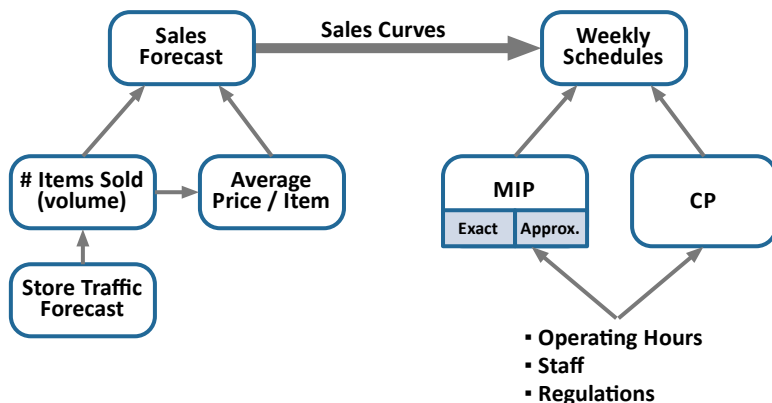 Sales
Forecast
Sales Curves
Weekly
Schedules
# Items Sold
(volume)
Average
Price / Item
MIP
Exact
Approx.
CP
Store Traffic
Forecast
▪ Operating Hours
▪ Staff
▪ Regulations